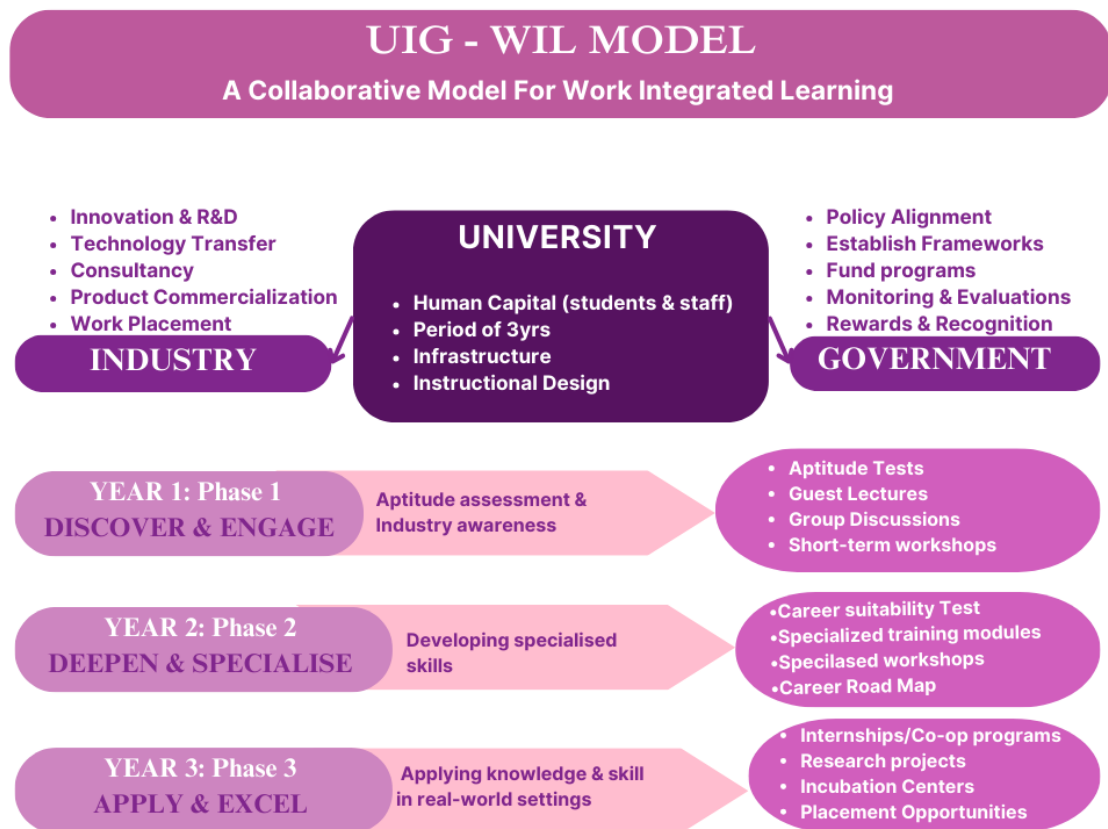 UIG - WIL MODEL
A Collaborative Model For Work Integrated Learning
• Innovation & R&D
• Technology Transfer
• Consultancy
• Product Commercialization
• Work Placement
INDUSTRY
UNIVERSITY
• Human Capital (students & staff)
• Period of 3yrs
• Infrastructure
• Instructional Design
• Policy Alignment
• Establish Frameworks
• Fund programs
• Monitoring & Evaluations
• Rewards & Recognition
GOVERNMENT
YEAR 1: Phase 1
DISCOVER & ENGAGE
Aptitude assessment &
Industry awareness
• Aptitude Tests
• Guest Lectures
• Group Discussions
• Short-term workshops
YEAR 2: Phase 2
DEEPEN & SPECIALISE
Developing specialised
skills
•Career suitability Test
•Specialized training modules
•Specilased workshops
•Career Road Map
YEAR 3: Phase 3
APPLY & EXCEL
Applying knowledge & skill
in real-world settings
• Internships/Co-op programs
• Research projects
• Incubation Centers
• Placement Opportunities